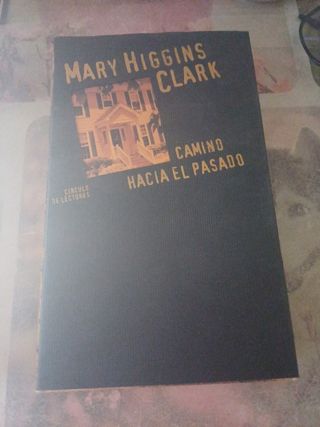 MARY HIGGINS
CLARK
CAMINO
HACIA EL PASADO
CÍRCULO
DE LECTORES